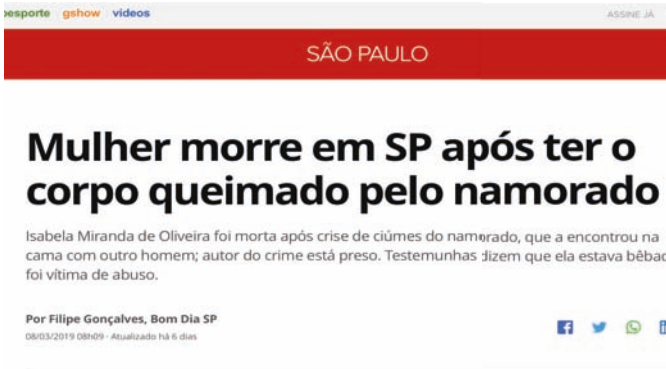 oesporte gshow vídeos ASSINE JÁ
SÃO PAULO
Mulher morre em SP após ter o
corpo queimado pelo namorado
Isabela Miranda de Oliveira foi morta após crise de ciúmes do namorado, que a encontrou na
cama com outro homem; autor do crime está preso. Testemunhas dizem que ela estava bêbad
foi vítima de abuso.
Por Filipe Gonçalves, Bom Dia SP
08/03/2019 08h09 · Atualizado há 6 dias